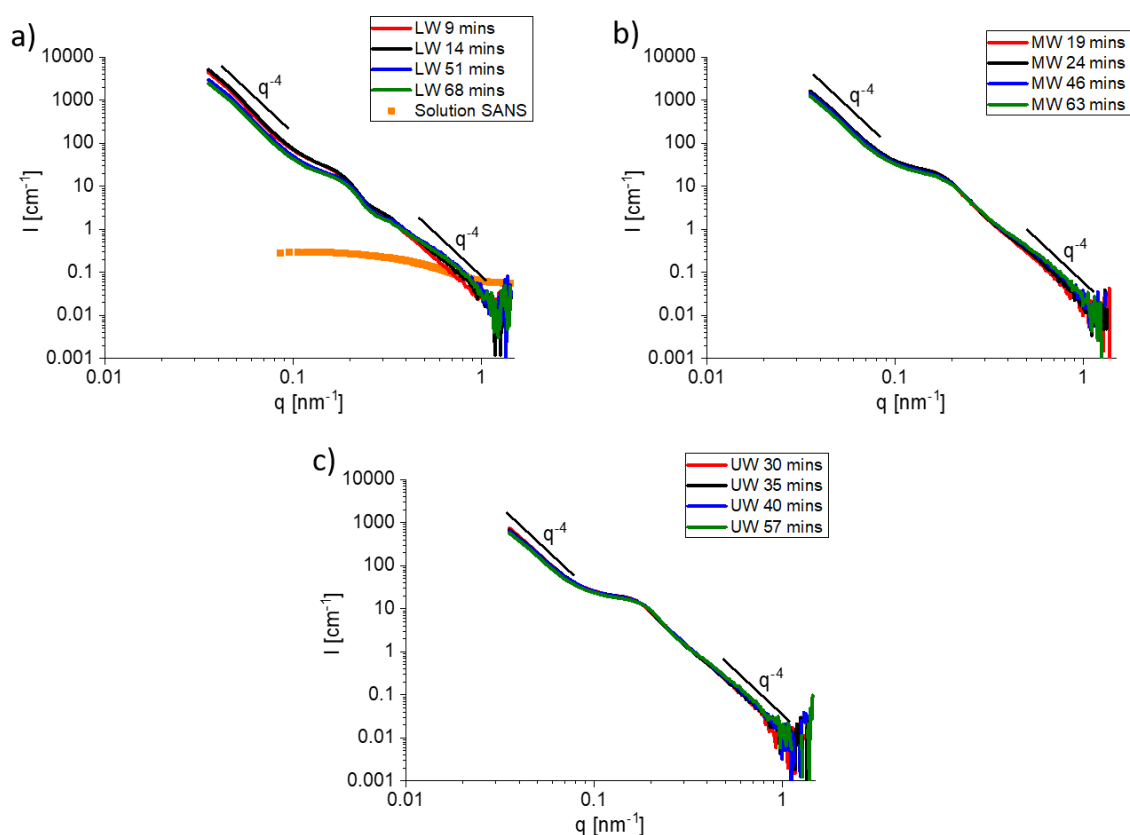 a)
LW 9 mins
LW 14 mins
LW 51 mins
LW 68 mins
Solution SANS
10000
1000
100
10
1
0.1
0.01
0.001
I [cm⁻¹]
q⁻⁴
q⁻⁴
0.01
0.1
1
q [nm⁻¹]
b)
MW 19 mins
MW 24 mins
MW 46 mins
MW 63 mins
10000
1000
100
10
1
0.1
0.01
0.001
I [cm⁻¹]
q⁻⁴
q⁻⁴
0.01
0.1
1
q [nm⁻¹]
c)
UW 30 mins
UW 35 mins
UW 40 mins
UW 57 mins
10000
1000
100
10
1
0.1
0.01
0.001
I [cm⁻¹]
q⁻⁴
q⁻⁴
0.01
0.1
1
q [nm⁻¹]